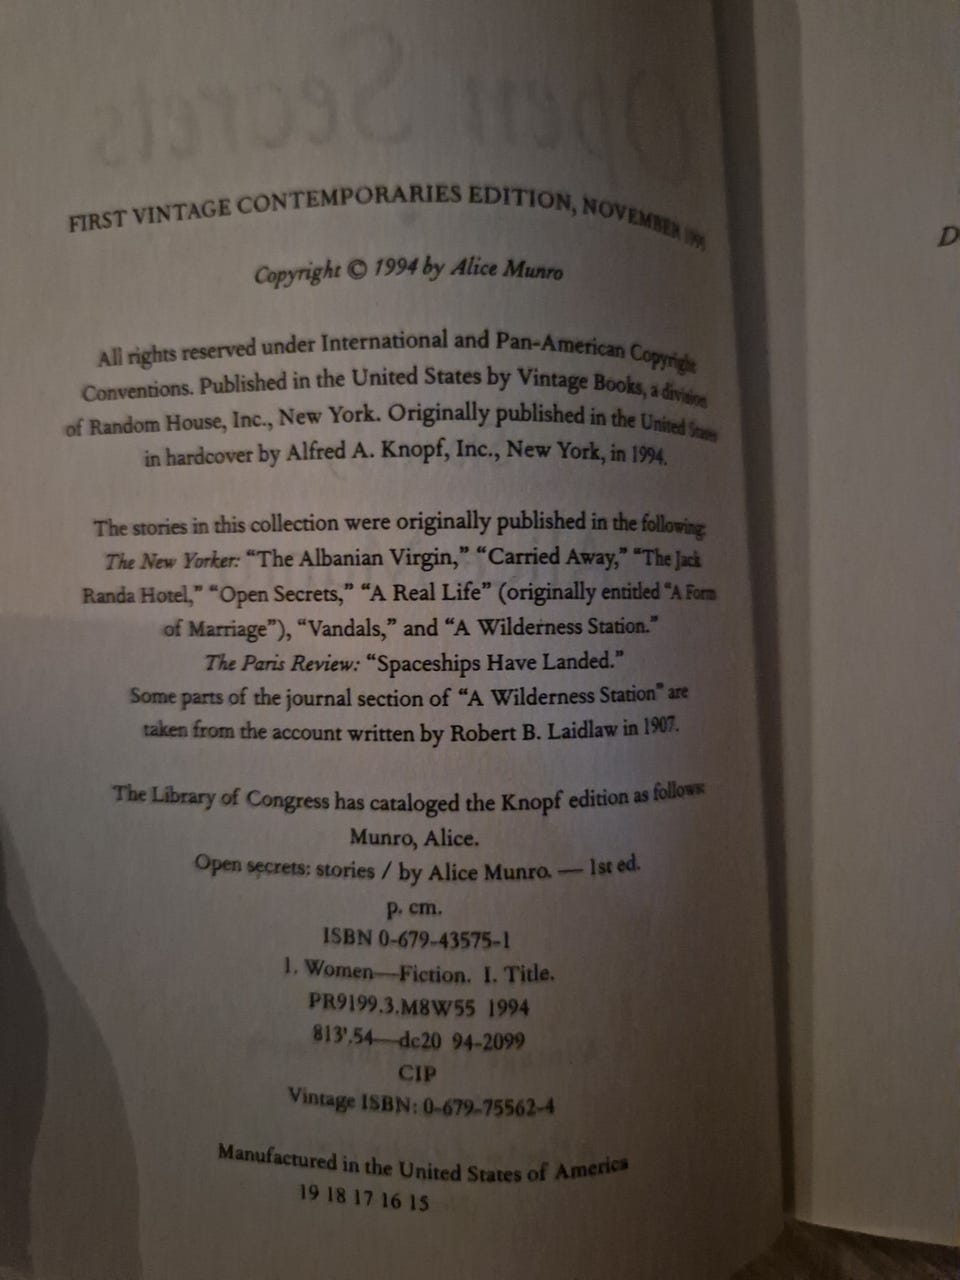 Open Secrets
FIRST VINTAGE CONTEMPORARIES EDITION, NOVEMBER 1995
Copyright © 1994 by Alice Munro
All rights reserved under International and Pan-American Copyright
Conventions. Published in the United States by Vintage Books, a division
of Random House, Inc., New York. Originally published in the United States
in hardcover by Alfred A. Knopf, Inc., New York, in 1994.
The stories in this collection were originally published in the following:
The New Yorker: “The Albanian Virgin,” “Carried Away,” “The Jack
Randa Hotel,” “Open Secrets,” “A Real Life” (originally entitled “A Form
of Marriage”), “Vandals,” and “A Wilderness Station.”
The Paris Review: “Spaceships Have Landed.”
Some parts of the journal section of “A Wilderness Station” are
taken from the account written by Robert B. Laidlaw in 1907.
The Library of Congress has cataloged the Knopf edition as follows:
Munro, Alice.
Open secrets: stories / by Alice Munro. — 1st ed.
p. cm.
ISBN 0-679-43575-1
1. Women—Fiction. I. Title.
PR9199.3.M8W55 1994
813'.54—dc20 94-2099
CIP
Vintage ISBN: 0-679-75562-4
Manufactured in the United States of America
19 18 17 16 15
D